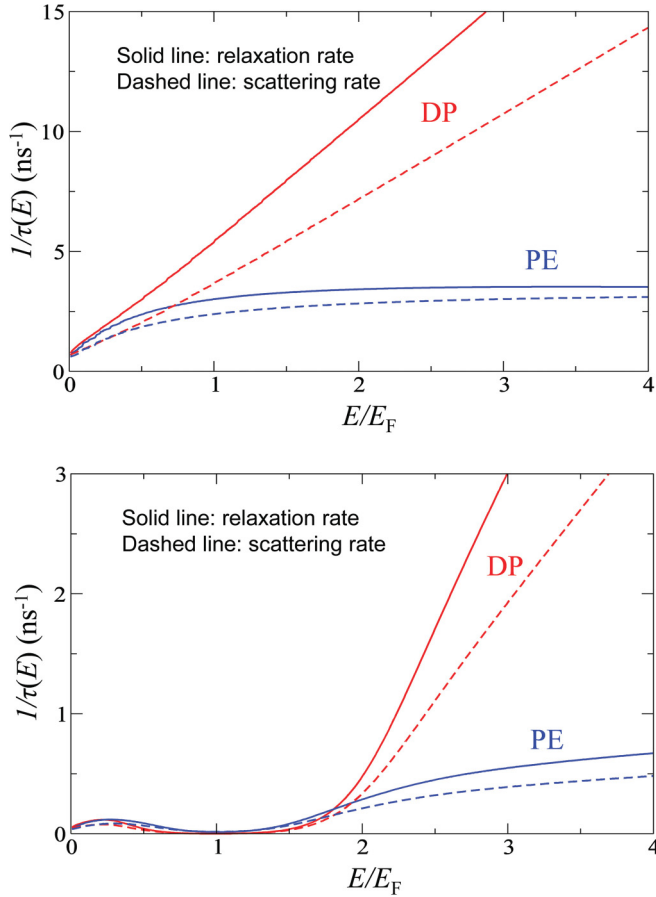 15
Solid line: relaxation rate
Dashed line: scattering rate
DP
10
1/τ(E) (ns-1)
5
PE
0
0 1 2 3 4
E/EF
3
Solid line: relaxation rate
Dashed line: scattering rate
DP
2
1/τ(E) (ns-1)
1
PE
0
0 1 2 3 4
E/EF